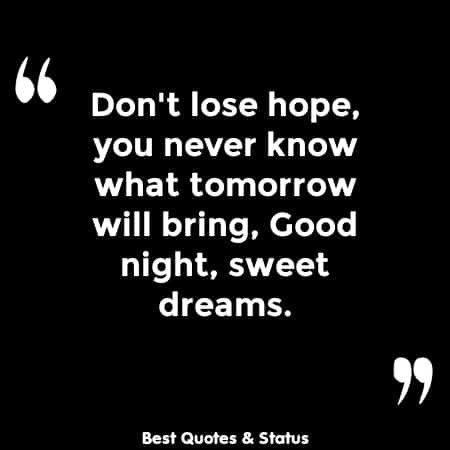 “
Don't lose hope,
you never know
what tomorrow
will bring, Good
night, sweet
dreams.
”
Best Quotes & Status